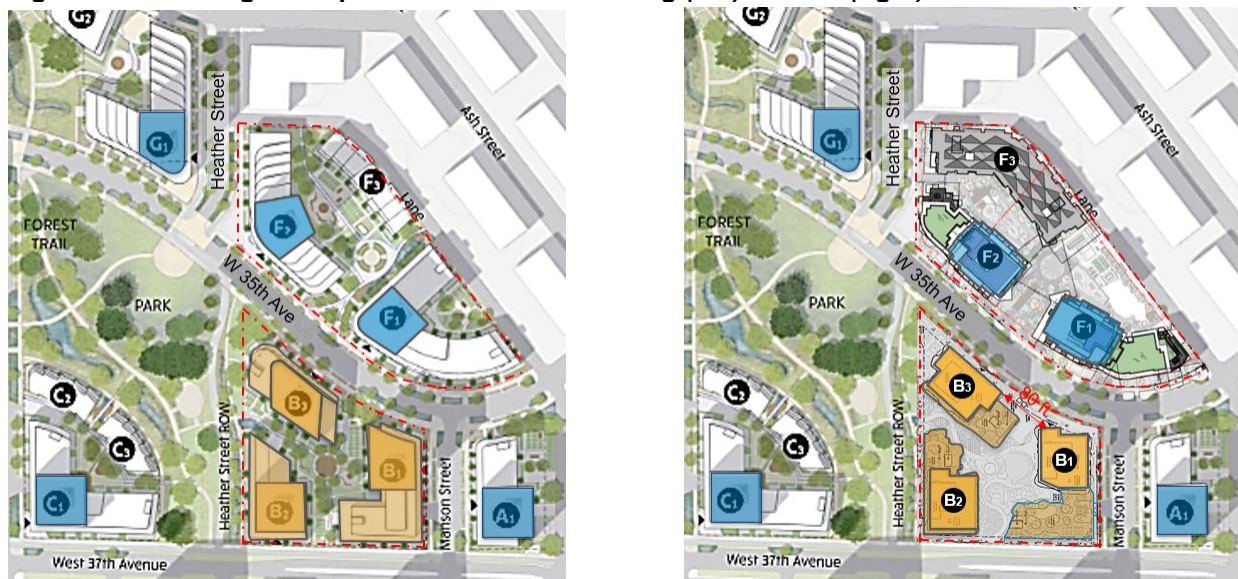 G2
G1
Heather Street
Ash Street
F3
Lane
F2
FOREST
TRAIL
W 35th Ave
PARK
F1
C2
B3
C3
Heather Street ROW
B1
C1
B2
Manson Street
A1
West 37th Avenue
G2
G1
Heather Street
Ash Street
F3
Lane
F2
FOREST
TRAIL
W 35th Ave
PARK
F1
C2
B3
80 ft
C3
Heather Street ROW
B1
C1
B2
Manson Street
A1
West 37th Avenue